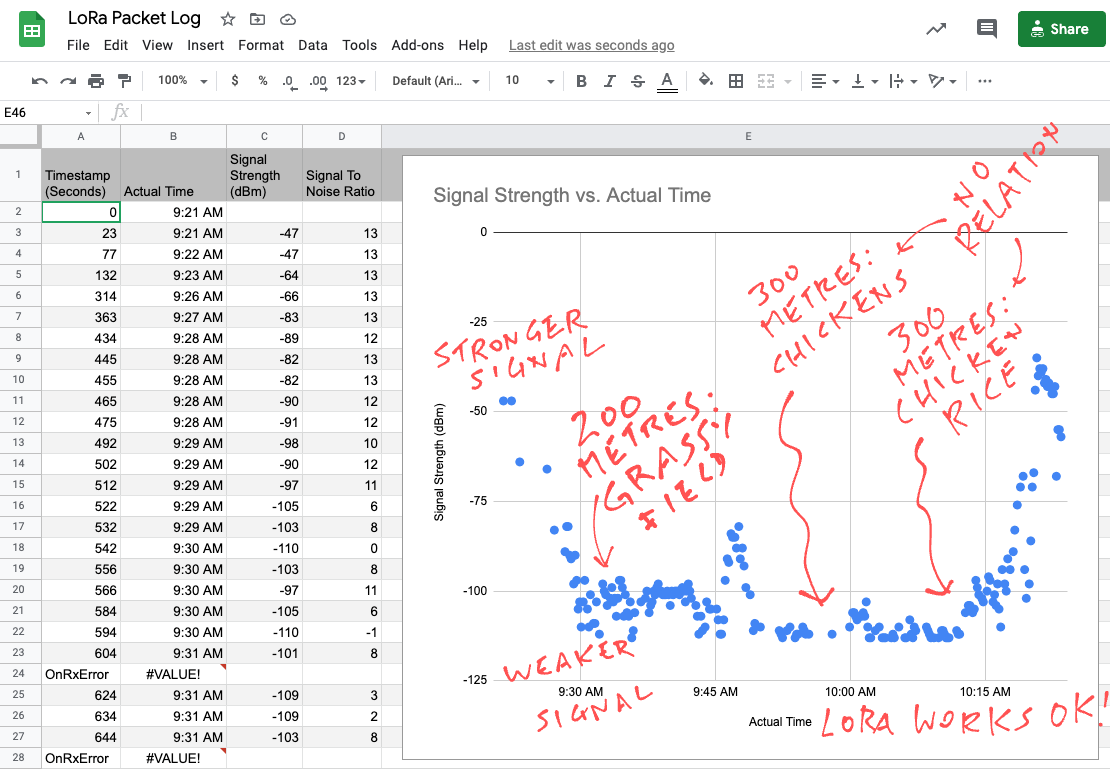 LoRa Packet Log
File Edit View Insert Format Data Tools Add-ons Help Last edit was seconds ago
Share
100% $ % .0 .00 123 Default (Ari... 10 B I S A
E46 fx
A B C D E
1 Timestamp (Seconds) Actual Time Signal Strength (dBm) Signal To Noise Ratio
2 0 9:21 AM
3 23 9:21 AM -47 13
4 77 9:22 AM -47 13
5 132 9:23 AM -64 13
6 314 9:26 AM -66 13
7 363 9:27 AM -83 13
8 434 9:28 AM -89 12
9 445 9:28 AM -82 13
10 455 9:28 AM -82 13
11 465 9:28 AM -90 12
12 475 9:28 AM -91 12
13 492 9:29 AM -98 10
14 502 9:29 AM -90 12
15 512 9:29 AM -97 11
16 522 9:29 AM -105 6
17 532 9:29 AM -103 8
18 542 9:30 AM -110 0
19 556 9:30 AM -103 8
20 566 9:30 AM -97 11
21 584 9:30 AM -105 6
22 594 9:30 AM -110 -1
23 604 9:31 AM -101 8
24 OnRxError #VALUE!
25 624 9:31 AM -109 3
26 634 9:31 AM -109 2
27 644 9:31 AM -103 8
28 OnRxError #VALUE!
Signal Strength vs. Actual Time
0
-25
-50
-75
-100
-125
Signal Strength (dBm)
9:30 AM 9:45 AM 10:00 AM 10:15 AM
Actual Time
NO
RELATION
300
METRES:
CHICKENS
300
METRES:
CHICKEN
RICE
STRONGER
SIGNAL
200
METRES:
GRASSY
FIELD
WEAKER
SIGNAL
LORA WORKS OK!